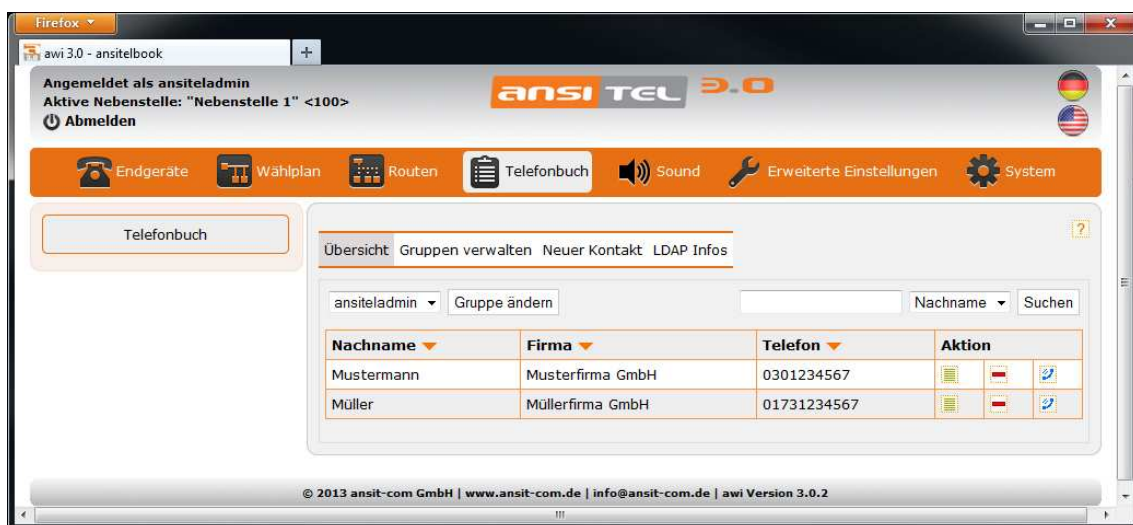 Firefox
awi 3.0 - ansitelbook
+
Angemeldet als ansiteladmin
Aktive Nebenstelle: "Nebenstelle 1" <100>
Abmelden
ansi TEL 3.0
Endgeräte Wählplan Routen Telefonbuch Sound Erweiterte Einstellungen System
Telefonbuch
?
Übersicht Gruppen verwalten Neuer Kontakt LDAP Infos
ansiteladmin Gruppe ändern Nachname Suchen
Nachname Firma Telefon Aktion
Mustermann Musterfirma GmbH 0301234567
Müller Müllerfirma GmbH 01731234567
© 2013 ansit-com GmbH | www.ansit-com.de | info@ansit-com.de | awi Version 3.0.2